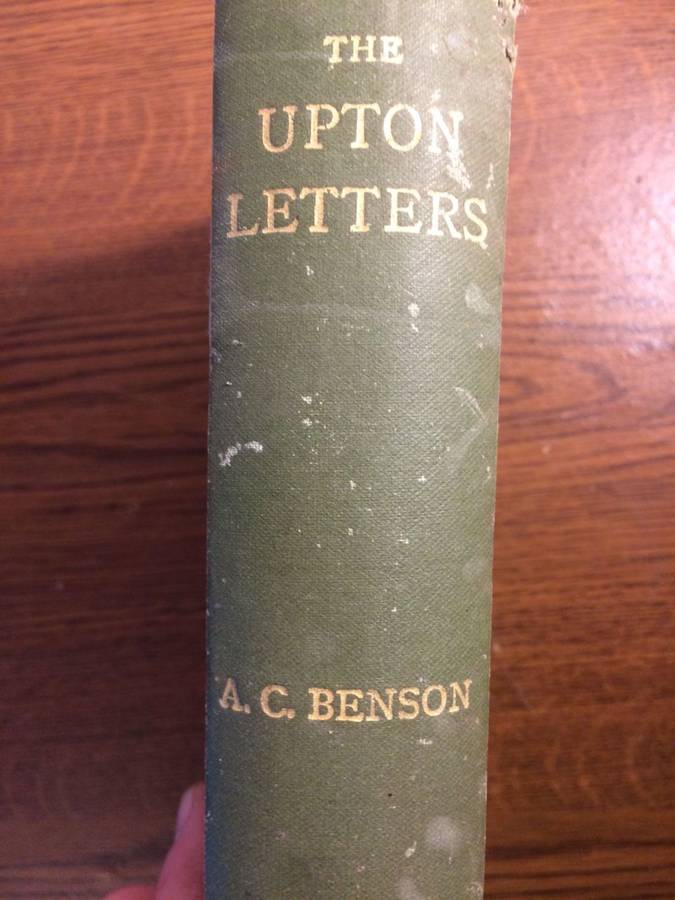 THE
UPTON
LETTERS
A. C. BENSON